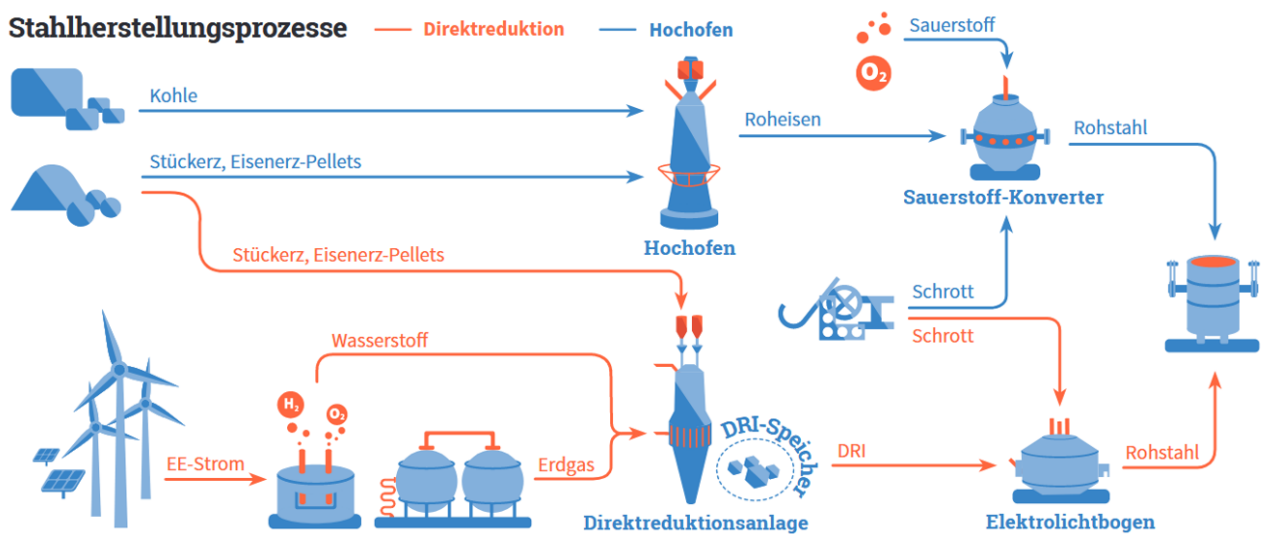 Stahlherstellungsprozesse
Direktreduktion
Hochofen
Sauerstoff
O₂
Kohle
Roheisen
Rohstahl
Stückerz, Eisenerz-Pellets
Sauerstoff-Konverter
Hochofen
Stückerz, Eisenerz-Pellets
Schrott
Schrott
Wasserstoff
H₂
O₂
DRI-Speicher
EE-Strom
Erdgas
DRI
Rohstahl
Direktreduktionsanlage
Elektrolichtbogen